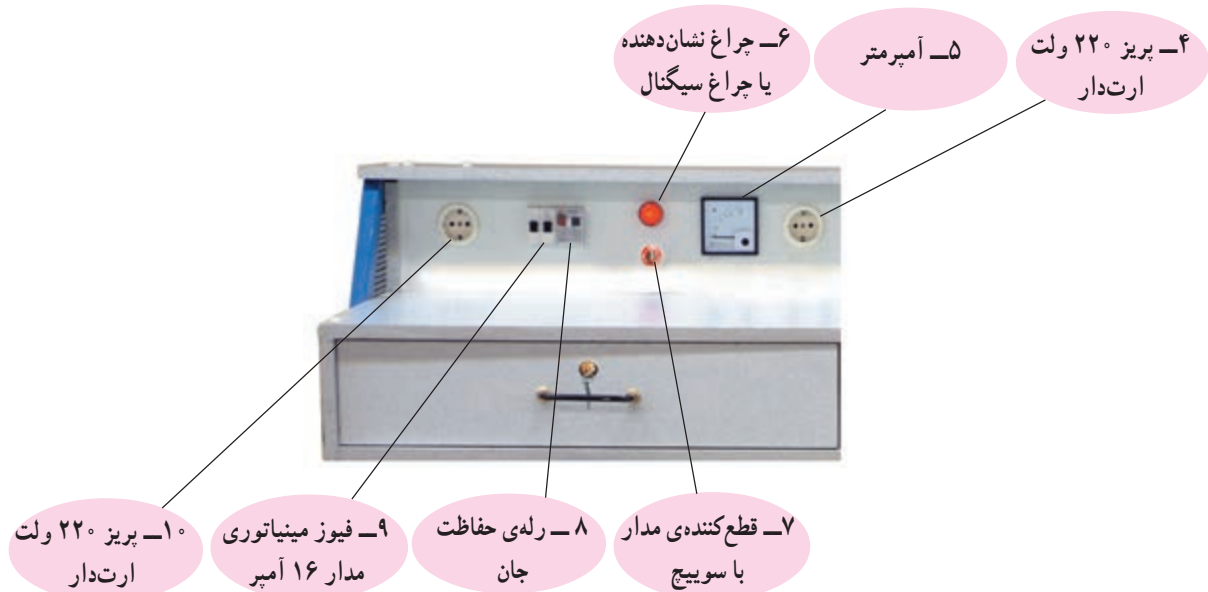 ۴ــ پریز ۲۲۰ ولت
ارت‌دار
۵ــ آمپرمتر
۶ــ چراغ نشان‌دهنده
یا چراغ سیگنال
۷ــ قطع‌کننده‌ی مدار
با سوییچ
۸ ــ رله‌ی حفاظت
جان
۹ــ فیوز مینیاتوری
مدار ۱۶ آمپر
۱۰ــ پریز ۲۲۰ ولت
ارت‌دار